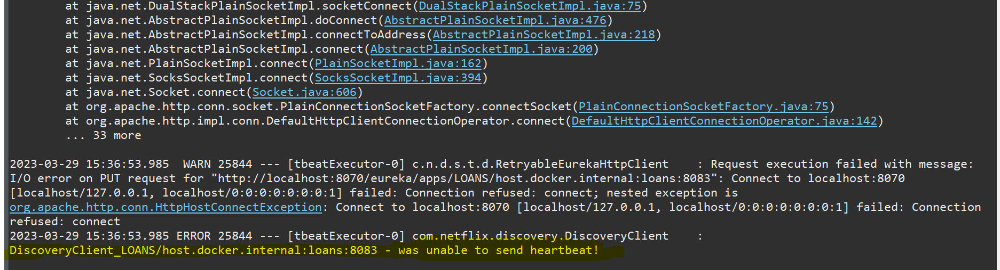 at java.net.DualStackPlainSocketImpl.socketConnect(DualStackPlainSocketImpl.java:75)
at java.net.AbstractPlainSocketImpl.doConnect(AbstractPlainSocketImpl.java:476)
at java.net.AbstractPlainSocketImpl.connectToAddress(AbstractPlainSocketImpl.java:218)
at java.net.AbstractPlainSocketImpl.connect(AbstractPlainSocketImpl.java:200)
at java.net.PlainSocketImpl.connect(PlainSocketImpl.java:162)
at java.net.SocksSocketImpl.connect(SocksSocketImpl.java:394)
at java.net.Socket.connect(Socket.java:606)
at org.apache.http.conn.socket.PlainConnectionSocketFactory.connectSocket(PlainConnectionSocketFactory.java:75)
at org.apache.http.impl.conn.DefaultHttpClientConnectionOperator.connect(DefaultHttpClientConnectionOperator.java:142)
... 33 more
2023-03-29 15:36:53.985  WARN 25844 --- [tbeatExecutor-0] c.n.d.s.t.d.RetryableEurekaHttpClient    : Request execution failed with message:
I/O error on PUT request for "http://localhost:8070/eureka/apps/LOANS/host.docker.internal:loans:8083": Connect to localhost:8070
[localhost/127.0.0.1, localhost/0:0:0:0:0:0:0:1] failed: Connection refused: connect; nested exception is
org.apache.http.conn.HttpHostConnectException: Connect to localhost:8070 [localhost/127.0.0.1, localhost/0:0:0:0:0:0:0:1] failed: Connection
refused: connect
2023-03-29 15:36:53.985 ERROR 25844 --- [tbeatExecutor-0] com.netflix.discovery.DiscoveryClient    :
DiscoveryClient_LOANS/host.docker.internal:loans:8083 - was unable to send heartbeat!